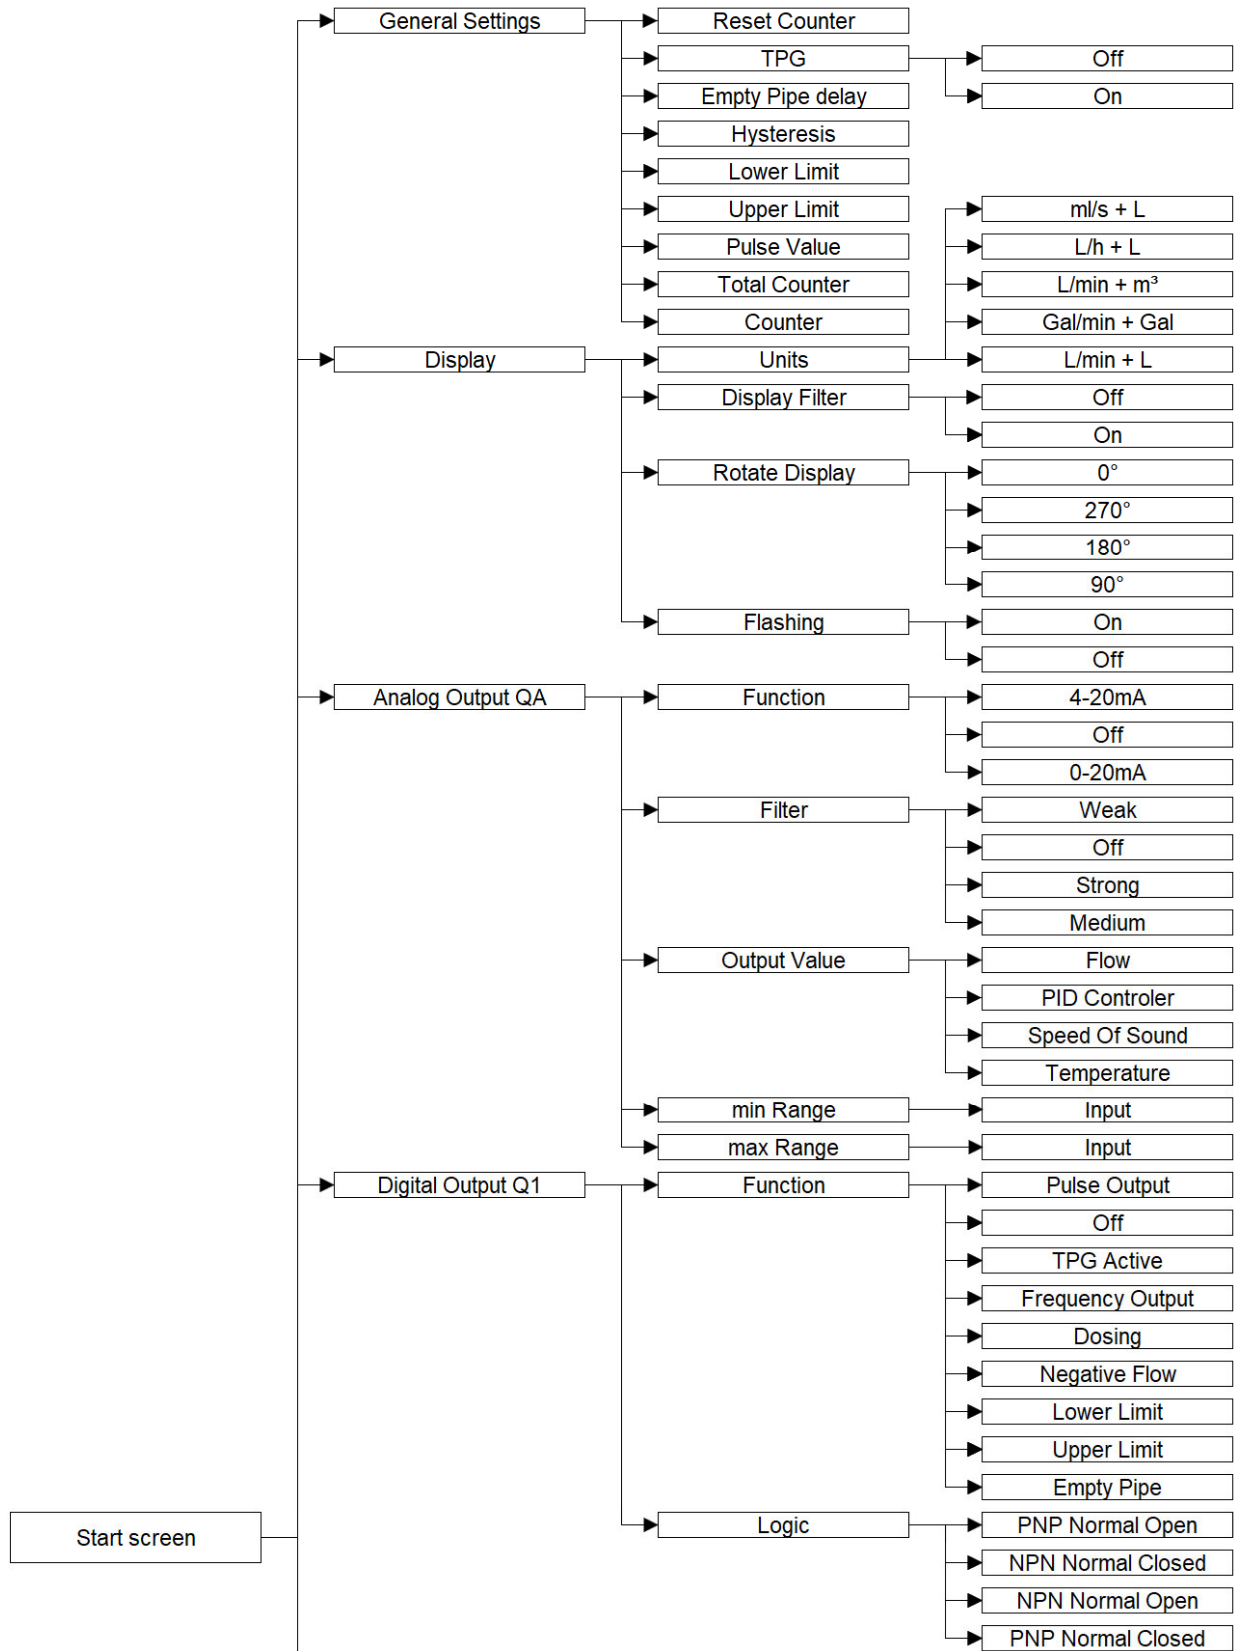 General Settings
Reset Counter
TPG
Off
On
Empty Pipe delay
Hysteresis
Lower Limit
Upper Limit
Pulse Value
Total Counter
Counter
Display
Units
ml/s + L
L/h + L
L/min + m³
Gal/min + Gal
L/min + L
Display Filter
Off
On
Rotate Display
0°
270°
180°
90°
Flashing
On
Off
Analog Output QA
Function
4-20mA
Off
0-20mA
Filter
Weak
Off
Strong
Medium
Output Value
Flow
PID Controler
Speed Of Sound
Temperature
min Range
Input
max Range
Input
Digital Output Q1
Function
Pulse Output
Off
TPG Active
Frequency Output
Dosing
Negative Flow
Lower Limit
Upper Limit
Empty Pipe
Logic
PNP Normal Open
NPN Normal Closed
NPN Normal Open
PNP Normal Closed
Start screen